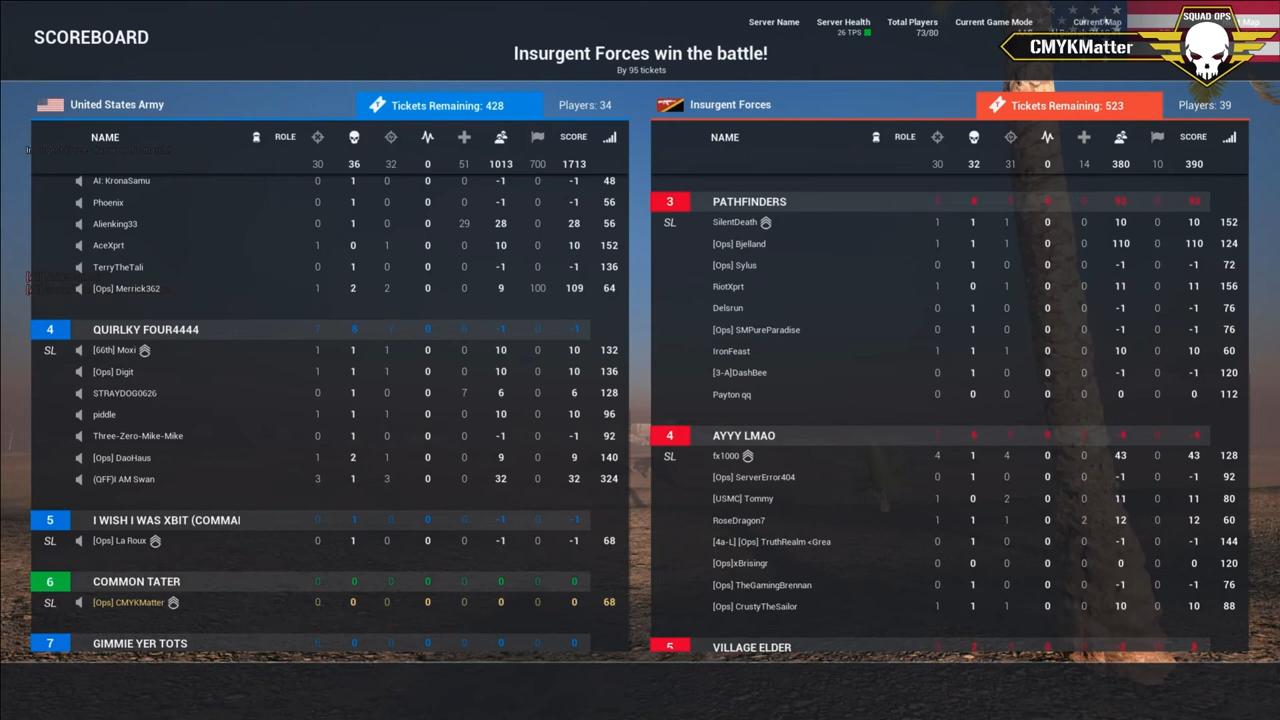 SCOREBOARD
Server Name Server Health Total Players Current Game Mode Current Map
26 TPS 73/80
SQUAD OPS
CMYKMatter
Insurgent Forces win the battle!
By 95 tickets
United States Army Tickets Remaining: 428 Players: 34
NAME ROLE SCORE
30 36 32 0 51 1013 700 1713
AI: KronaSamu 0 1 0 0 0 -1 0 -1 48
Phoenix 0 1 0 0 0 -1 0 -1 56
Alienking33 0 1 0 0 29 28 0 28 56
AceXprt 1 0 1 0 0 10 0 10 152
TerryTheTali 0 1 0 0 0 -1 0 -1 136
[Ops] Merrick362 1 2 2 0 0 9 100 109 64
4 QUIRLKY FOUR4444 7 8 7 0 6 -1 0 -1
SL [66th] Moxi 1 1 1 0 0 10 0 10 132
[Ops] Digit 1 1 1 0 0 10 0 10 136
STRAYDOG0626 0 1 0 0 7 6 0 6 128
piddle 1 1 1 0 0 10 0 10 96
Three-Zero-Mike-Mike 0 1 0 0 0 -1 0 -1 92
[Ops] DaoHaus 1 2 1 0 0 9 0 9 140
(QFF)I AM Swan 3 1 3 0 0 32 0 32 324
5 I WISH I WAS XBIT (COMMAI 0 1 0 0 0 -1 0 -1
SL [Ops] La Roux 0 1 0 0 0 -1 0 -1 68
6 COMMON TATER 0 0 0 0 0 0 0 0
SL [Ops] CMYKMatter 0 0 0 0 0 0 0 0 68
7 GIMMIE YER TOTS 0 0 0 0 0 0 0
Insurgent Forces Tickets Remaining: 523 Players: 39
NAME ROLE SCORE
30 32 31 0 14 380 10 390
3 PATHFINDERS
SL SilentDeath 1 1 1 0 0 10 0 10 152
[Ops] Bjelland 1 1 1 0 0 110 0 110 124
[Ops] Sylus 0 1 0 0 0 -1 0 -1 72
RiotXprt 1 0 1 0 0 11 0 11 156
Delsrun 0 1 0 0 0 -1 0 -1 76
[Ops] SMPureParadise 0 1 0 0 0 -1 0 -1 76
IronFeast 1 1 1 0 0 10 0 10 60
[3-A]DashBee 0 1 0 0 0 -1 0 -1 120
Payton qq 0 0 0 0 0 0 0 0 112
4 AYYY LMAO
SL fx1000 4 1 4 0 0 43 0 43 128
[Ops] ServerError404 0 1 0 0 0 -1 0 -1 92
[USMC] Tommy 1 0 2 0 0 11 0 11 80
RoseDragon7 1 1 1 0 2 12 0 12 60
[4a-L] [Ops] TruthRealm <Grea 0 1 0 0 0 -1 0 -1 144
[Ops]xBrisingr 0 0 0 0 0 0 0 0 120
[Ops] TheGamingBrennan 0 1 0 0 0 -1 0 -1 76
[Ops] CrustyTheSailor 1 1 1 0 0 10 0 10 88
5 VILLAGE ELDER